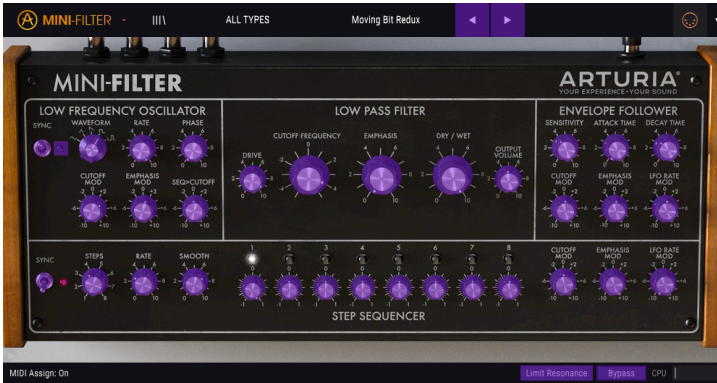 MINI-FILTER
ALL TYPES
Moving Bit Redux
MINI-FILTER
ARTURIA
YOUR EXPERIENCE • YOUR SOUND
LOW FREQUENCY OSCILLATOR
LOW PASS FILTER
ENVELOPE FOLLOWER
SYNC WAVEFORM RATE PHASE
CUTOFF MOD EMPHASIS MOD SEQ>CUTOFF
DRIVE CUTOFF FREQUENCY EMPHASIS DRY / WET OUTPUT VOLUME
SENSITIVITY ATTACK TIME DECAY TIME
CUTOFF MOD EMPHASIS MOD LFO RATE MOD
SYNC STEPS RATE SMOOTH
1 2 3 4 5 6 7 8
CUTOFF MOD EMPHASIS MOD LFO RATE MOD
STEP SEQUENCER
MIDI Assign: On
Limit Resonance
Bypass
CPU